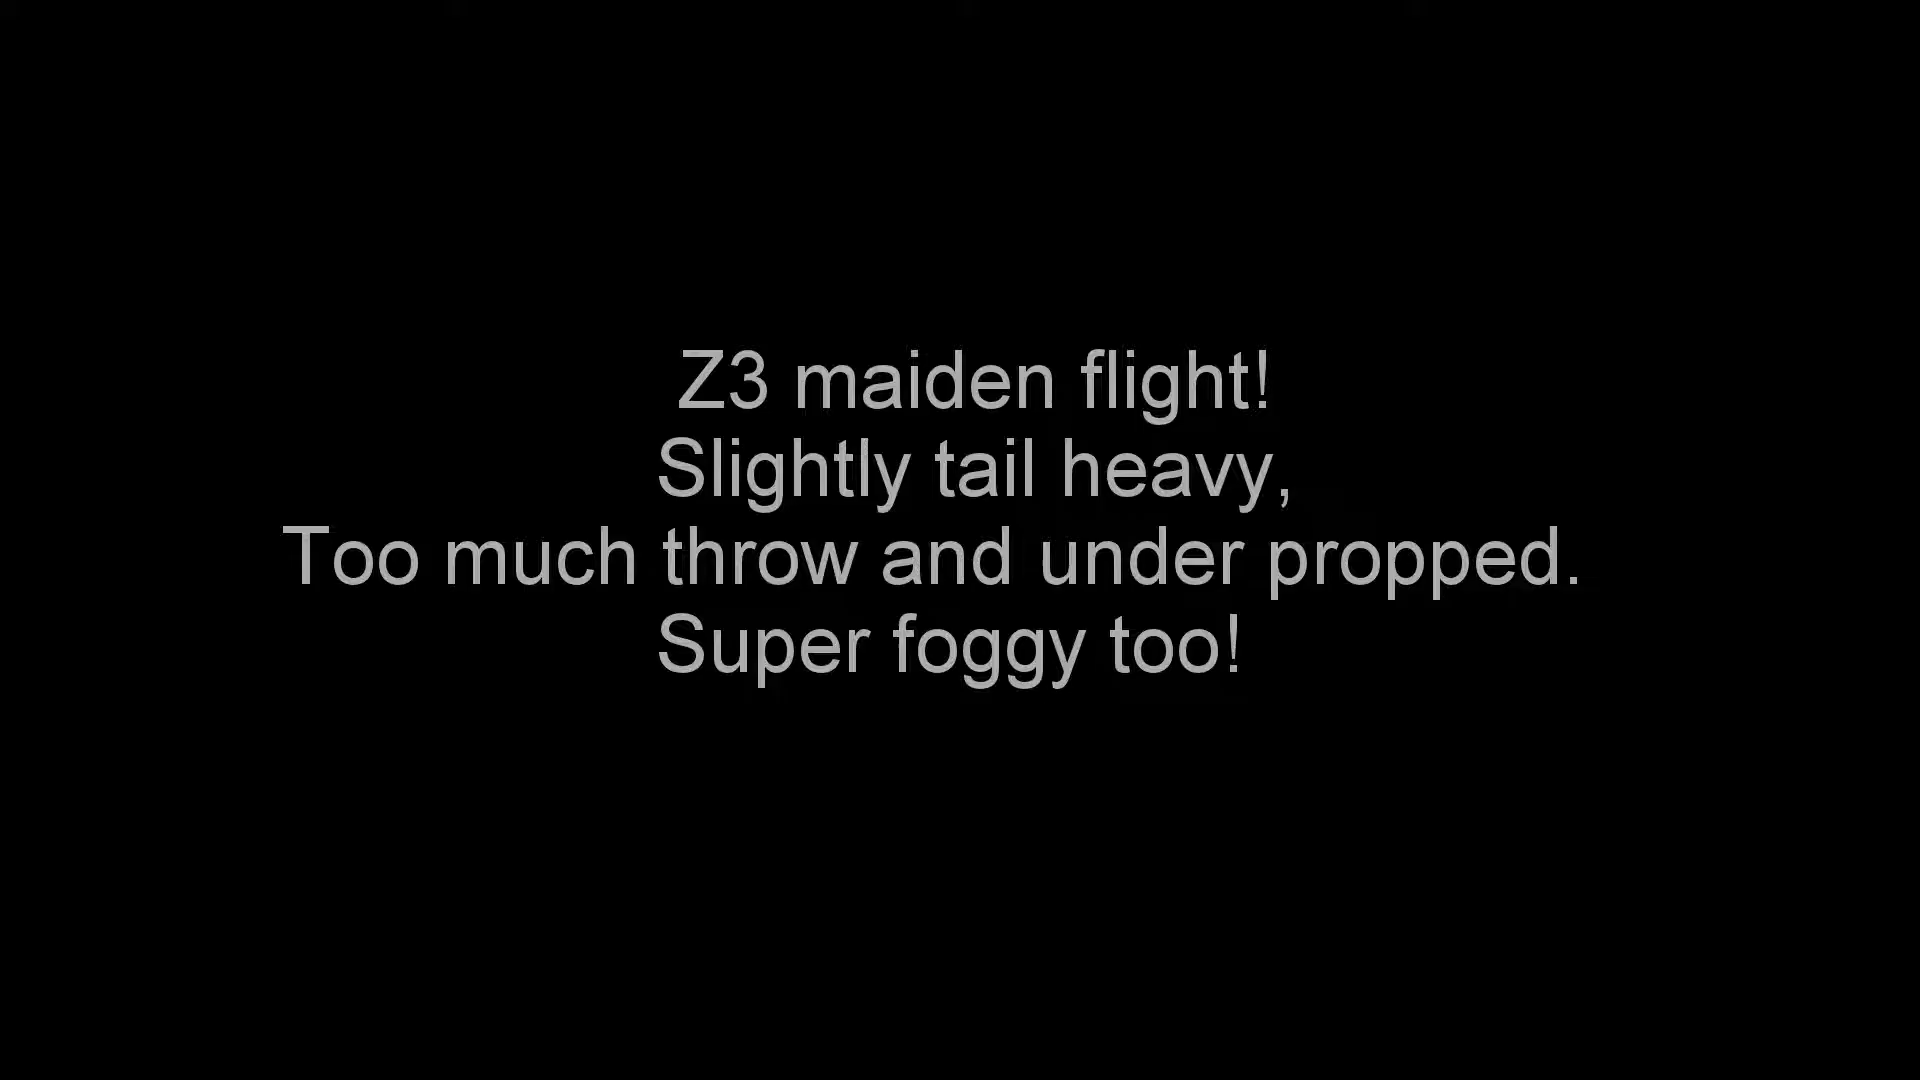 Z3 maiden flight!
Slightly tail heavy,
Too much throw and under propped.
Super foggy too!